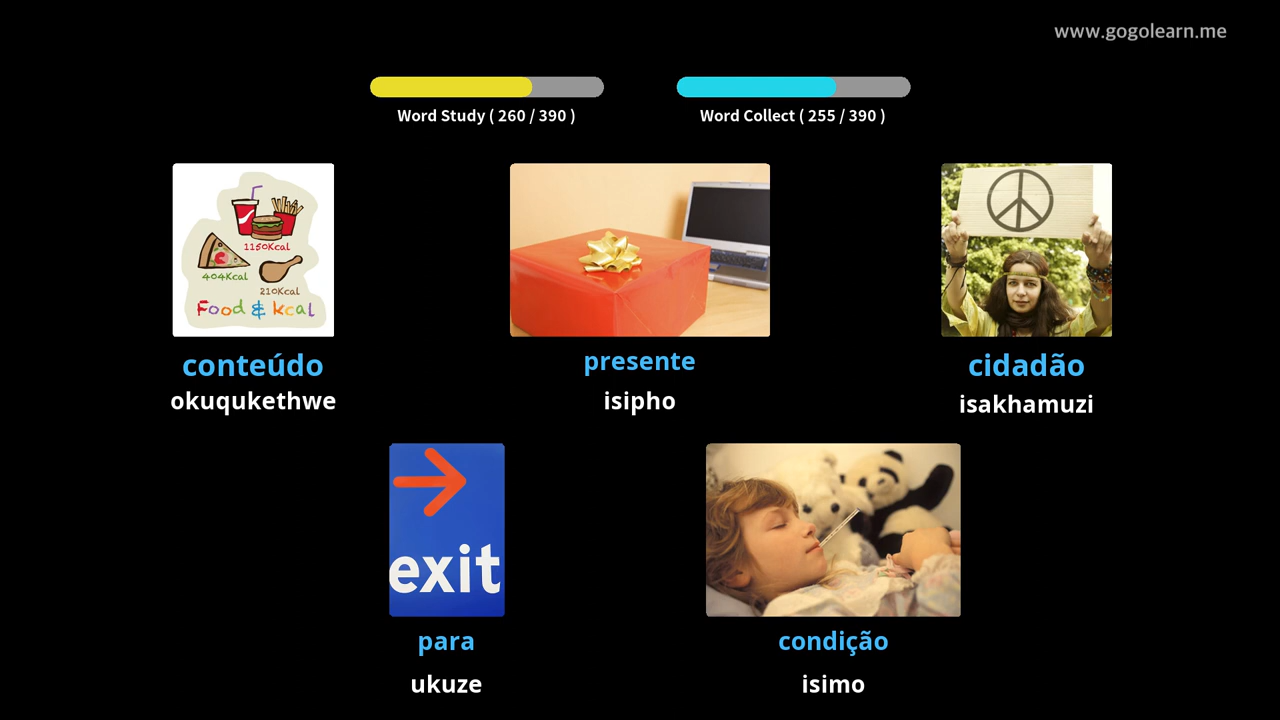 www.gogolearn.me
Word Study ( 260 / 390 )
Word Collect ( 255 / 390 )
1150Kcal
404Kcal
210Kcal
Food & kcal
conteúdo
okuqukethwe
presente
isipho
cidadão
isakhamuzi
exit
para
ukuze
condição
isimo